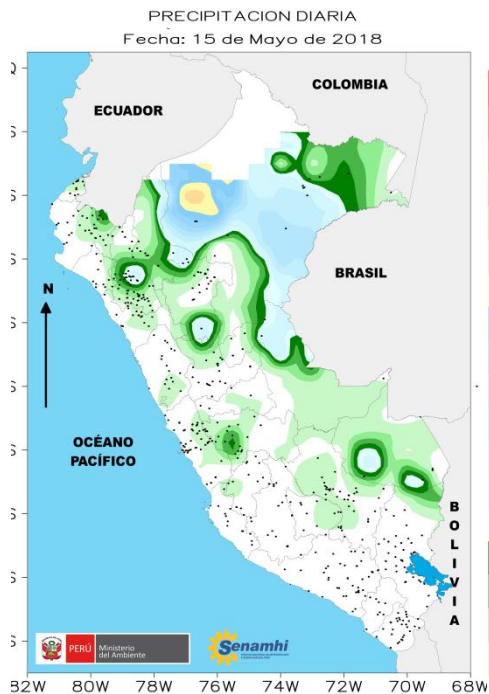 PRECIPITACION DIARIA
Fecha: 15 de Mayo de 2018
COLOMBIA
ECUADOR
BRASIL
N
OCÉANO
PACÍFICO
BOLIVIA
PERÚ
Ministerio
del Ambiente
Senamhi
80W
78W
76W
74W
72W
70W
68W